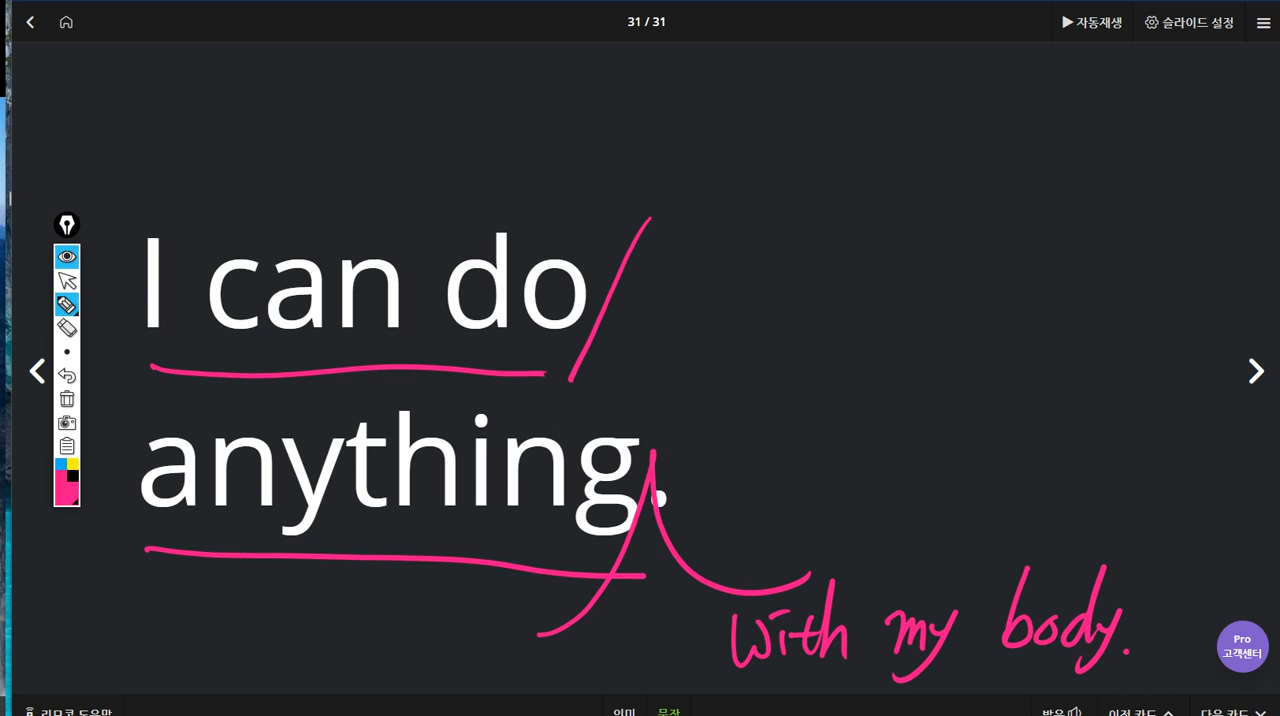 31 / 31
자동재생
슬라이드 설정
I can do
anything.
with my body.
Pro
고객센터
리모콘 도움말
의미
문장
발음
이전 카드
다음 카드